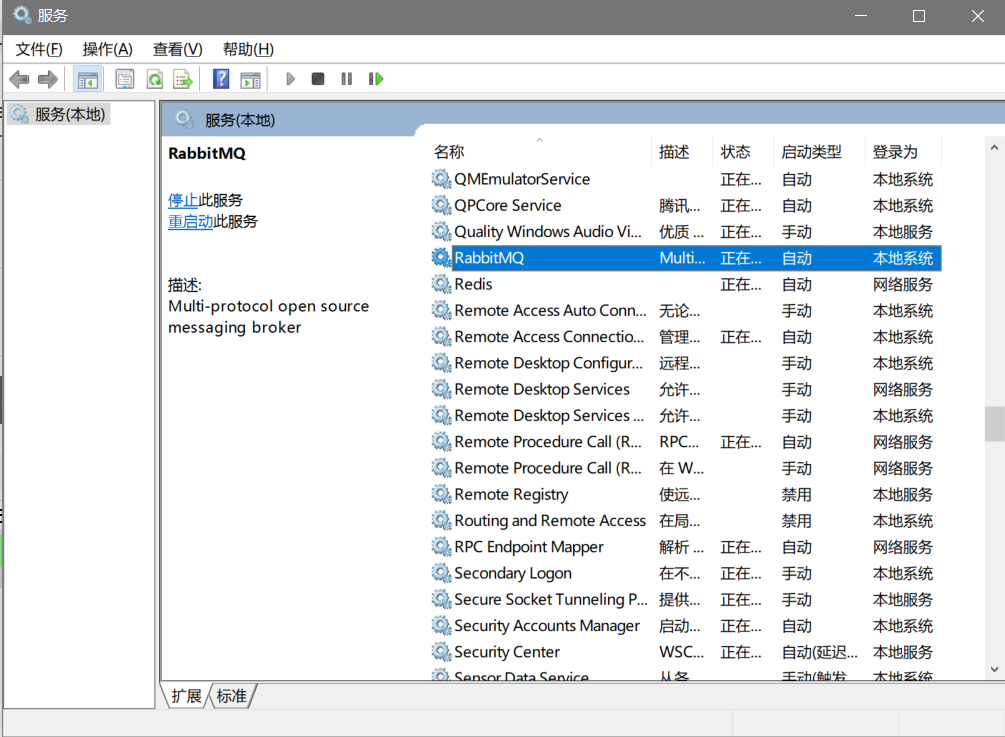 服务
文件(F) 操作(A) 查看(V) 帮助(H)
服务(本地)
服务(本地)
RabbitMQ
停止此服务
重启动此服务
描述:
Multi-protocol open source
messaging broker
名称 描述 状态 启动类型 登录为
QMEmulatorService 正在... 自动 本地系统
QPCore Service 腾讯... 正在... 自动 本地系统
Quality Windows Audio Vi... 优质 ... 正在... 手动 本地服务
RabbitMQ Multi... 正在... 自动 本地系统
Redis 正在... 自动 网络服务
Remote Access Auto Conn... 无论... 手动 本地系统
Remote Access Connectio... 管理... 正在... 自动 本地系统
Remote Desktop Configur... 远程... 手动 本地系统
Remote Desktop Services 允许... 手动 网络服务
Remote Desktop Services ... 允许... 手动 本地系统
Remote Procedure Call (R... RPC... 正在... 自动 网络服务
Remote Procedure Call (R... 在 W... 手动 网络服务
Remote Registry 使远... 禁用 本地服务
Routing and Remote Access 在局... 禁用 本地系统
RPC Endpoint Mapper 解析 ... 正在... 自动 网络服务
Secondary Logon 在不... 正在... 手动 本地系统
Secure Socket Tunneling P... 提供... 正在... 手动 本地服务
Security Accounts Manager 启动... 正在... 自动 本地系统
Security Center WSC... 正在... 自动(延迟... 本地服务
Sensor Data Service 从各... 手动(触发... 本地系统
扩展 标准